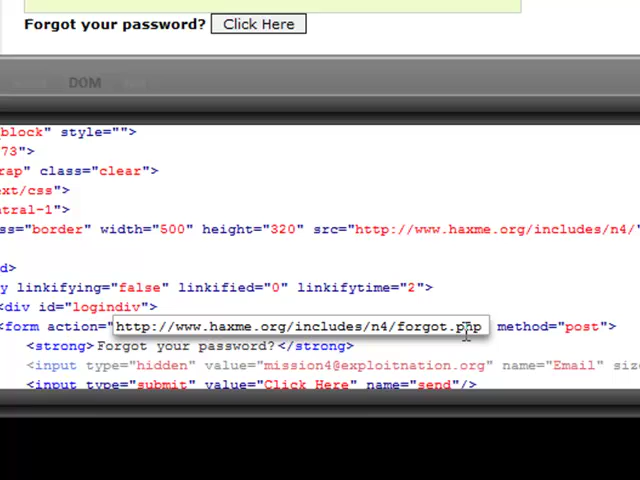 Forgot your password? Click Here
DOM
block" style="">
73">
rap" class="clear">
ext/css">
ntral-1">
ss="border" width="500" height="320" src="http://www.haxme.org/includes/n4/"
d>
y linkifying="false" linkified="0" linkifytime="2">
<div id="logindiv">
<form action="http://www.haxme.org/includes/n4/forgot.php method="post">
<strong>Forgot your password?</strong>
<input type="hidden" value="mission4@exploitnation.org" name="Email" size
<input type="submit" value="Click Here" name="send"/>